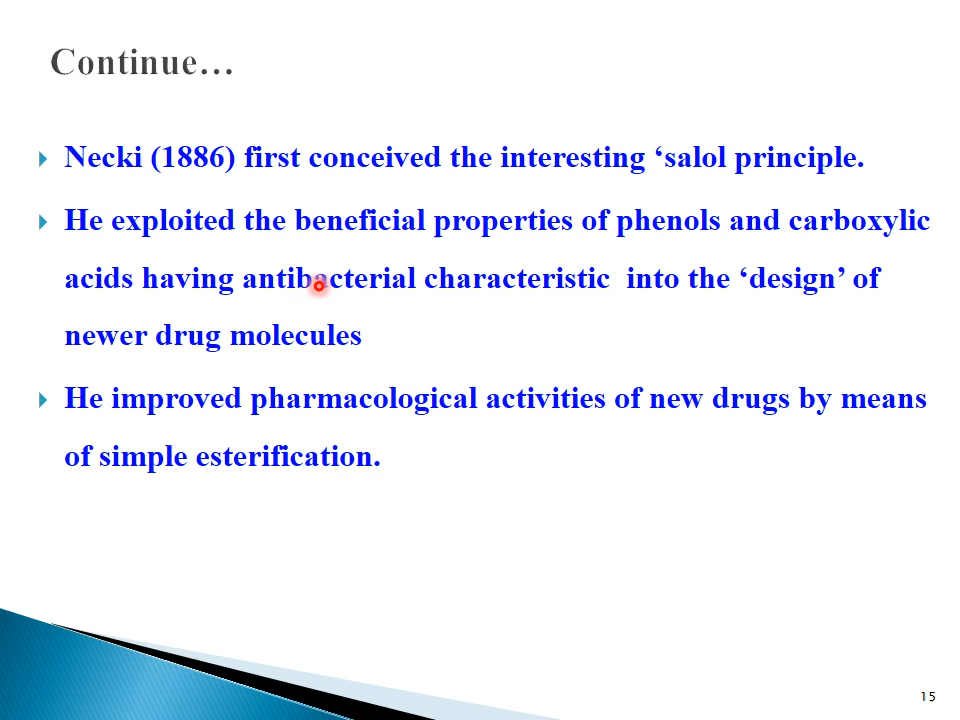 Continue…
Necki (1886) first conceived the interesting ‘salol principle.
He exploited the beneficial properties of phenols and carboxylic
acids having antibacterial characteristic  into the ‘design’ of
newer drug molecules
He improved pharmacological activities of new drugs by means
of simple esterification.
15